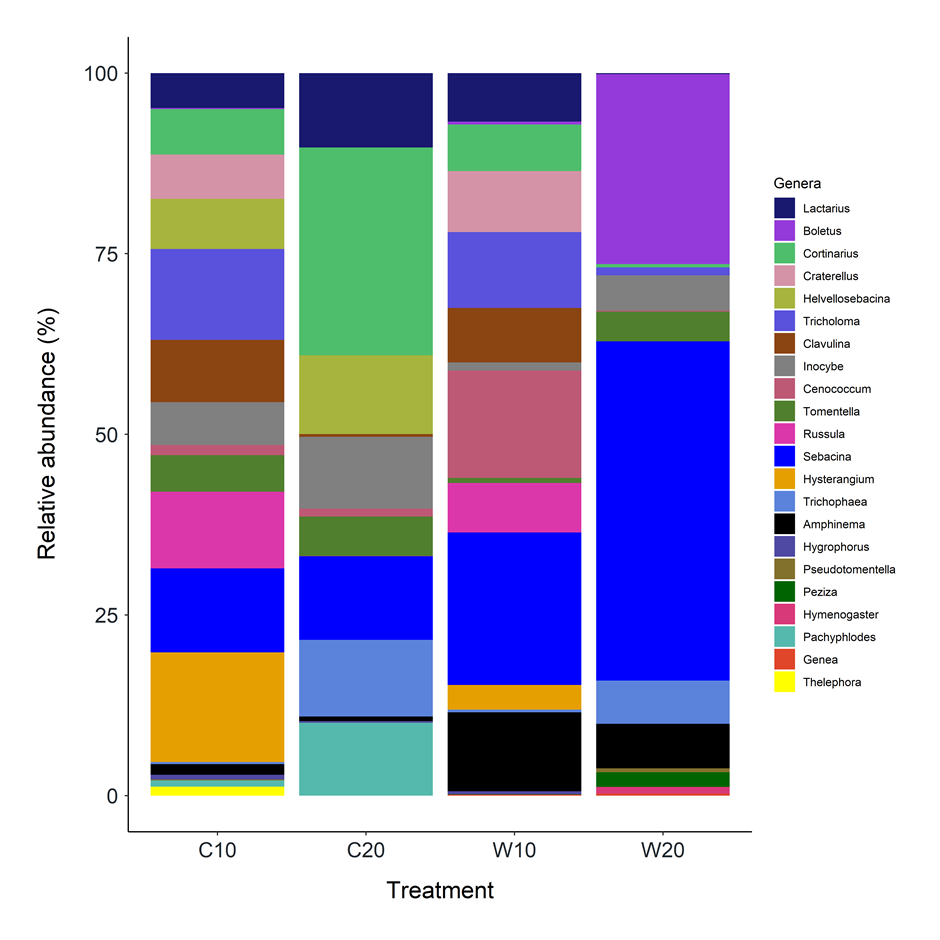 Relative abundance (%)
100
75
50
25
0
C10
C20
W10
W20
Treatment
Genera
Lactarius
Boletus
Cortinarius
Craterellus
Helvellosebacina
Tricholoma
Clavulina
Inocybe
Cenococcum
Tomentella
Russula
Sebacina
Hysterangium
Trichophaea
Amphinema
Hygrophorus
Pseudotomentella
Peziza
Hymenogaster
Pachyphlodes
Genea
Thelephora